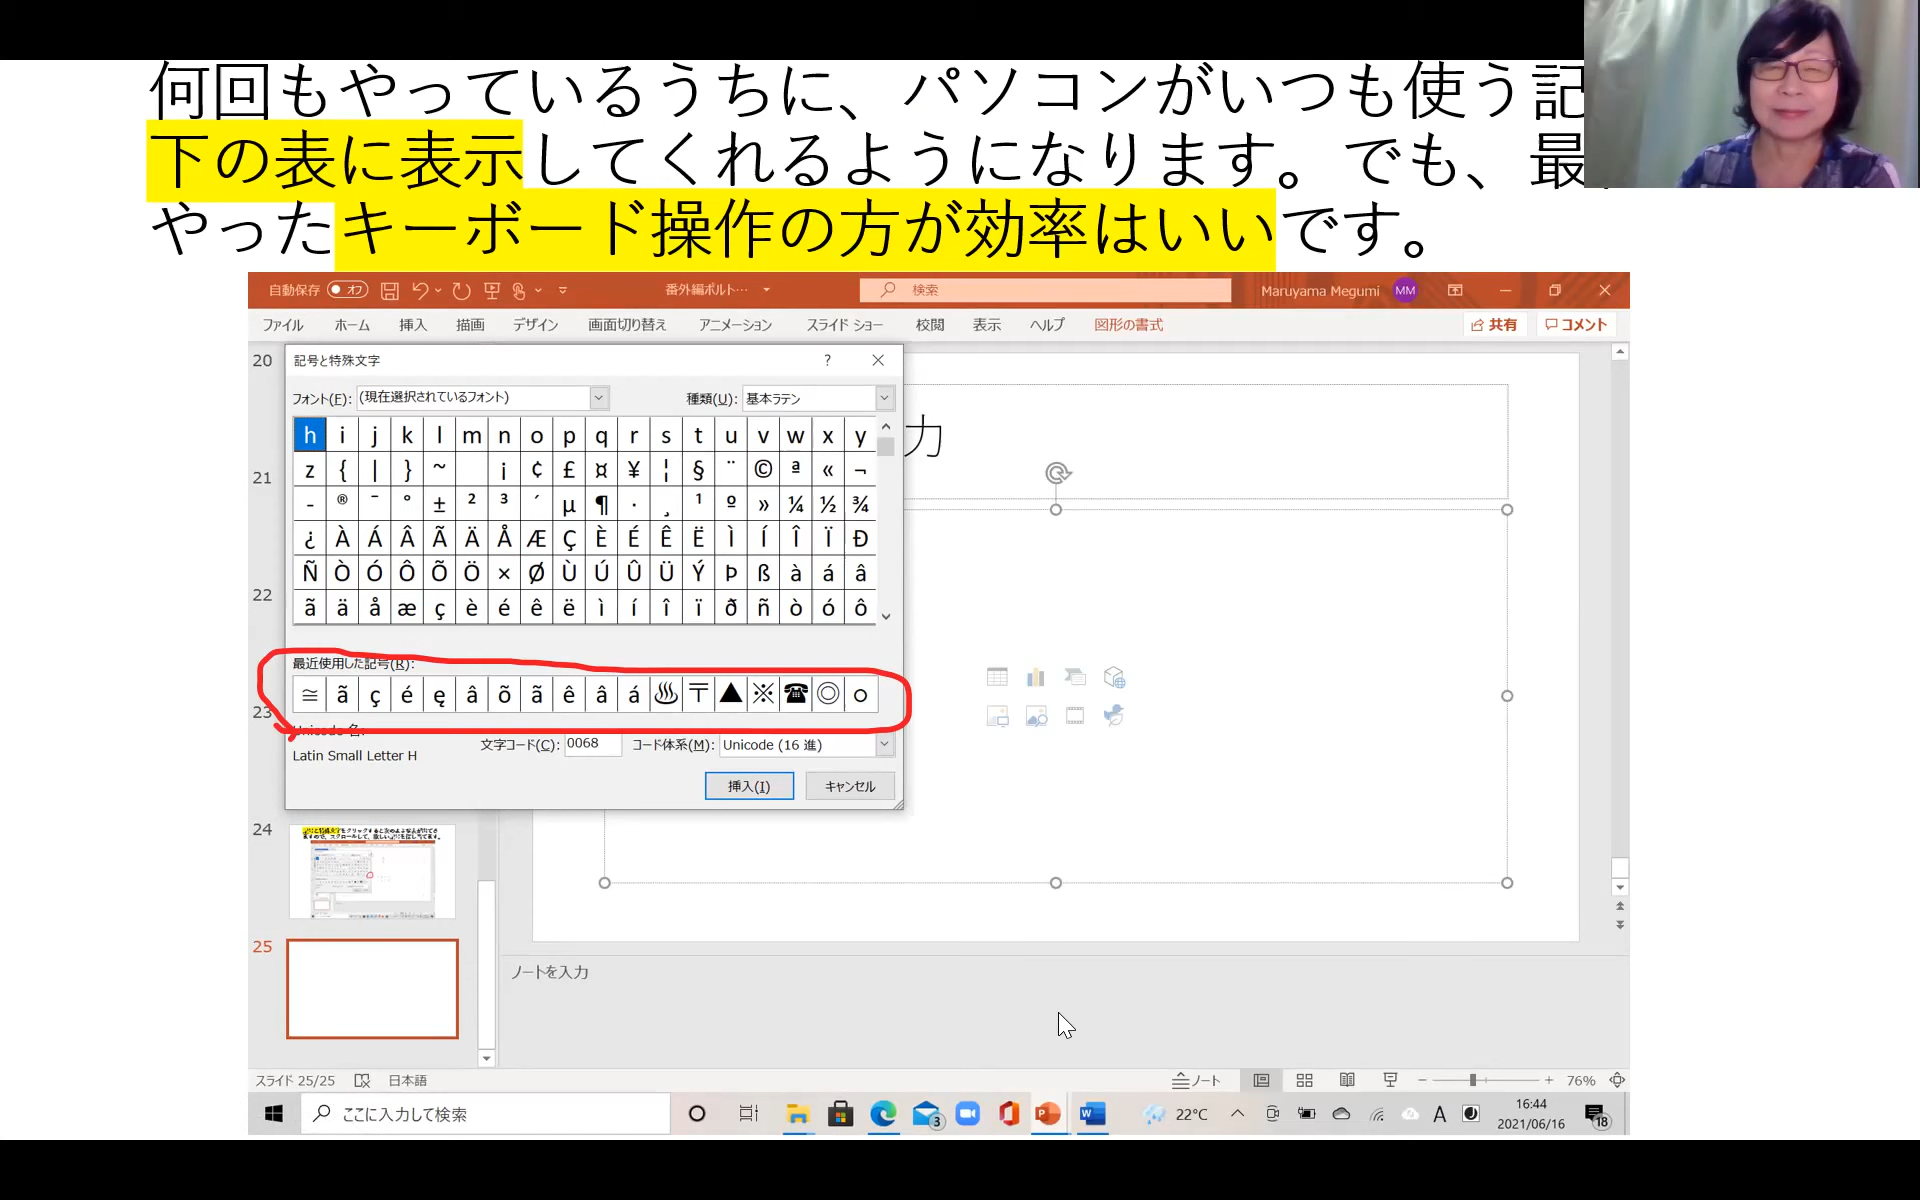 何回もやっているうちに、パソコンがいつも使う記
下の表に表示してくれるようになります。でも、最
やったキーボード操作の方が効率はいいです。
自動保存 オフ 番外編ポルト… 検索 Maruyama Megumi MM
ファイル ホーム 挿入 描画 デザイン 画面切り替え アニメーション スライド ショー 校閲 表示 ヘルプ 図形の書式 共有 コメント
20
21
22
23
24
25
記号と特殊文字 ? ×
フォント(F): (現在選択されているフォント) 種類(U): 基本ラテン
h i j k l m n o p q r s t u v w x y
z { | } ~ ¡ ¢ £ ¤ ¥ ¦ § ¨ © ª « ¬
- ® ¯ ° ± ² ³ ´ µ ¶ · ¸ ¹ º » ¼ ½ ¾
¿ À Á Â Ã Ä Å Æ Ç È É Ê Ë Ì Í Î Ï Ð
Ñ Ò Ó Ô Õ Ö × Ø Ù Ú Û Ü Ý Þ ß à á â
ã ä å æ ç è é ê ë ì í î ï ð ñ ò ó ô
最近使用した記号(R):
≅ ã ç é ę â õ ã ê â á ♨ 〒 ▲ ※ ☎ ◎ ○
Unicode 名:
Latin Small Letter H
文字コード(C): 0068 コード体系(M): Unicode (16 進)
挿入(I) キャンセル
力
ノートを入力
スライド 25/25 日本語 ノート 76%
ここに入力して検索 3 22°C A 16:44 18
2021/06/16